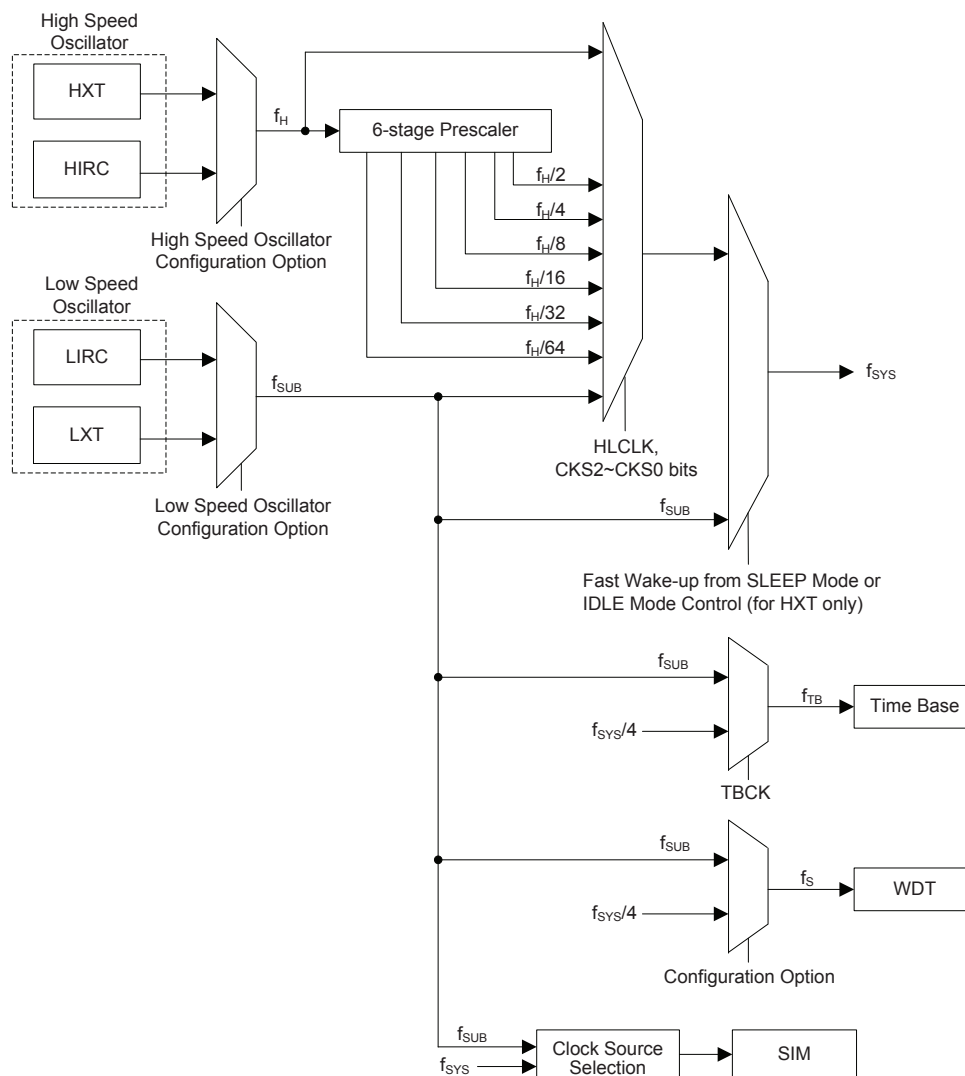 High Speed
Oscillator
HXT
HIRC
fH
6-stage Prescaler
fH/2
fH/4
fH/8
fH/16
fH/32
fH/64
High Speed Oscillator
Configuration Option
Low Speed
Oscillator
LIRC
LXT
fSUB
Low Speed Oscillator
Configuration Option
HLCLK,
CKS2~CKS0 bits
fSYS
fSUB
Fast Wake-up from SLEEP Mode or
IDLE Mode Control (for HXT only)
fSUB
fTB
Time Base
fSYS/4
TBCK
fSUB
fS
WDT
fSYS/4
Configuration Option
fSUB
fSYS
Clock Source
Selection
SIM